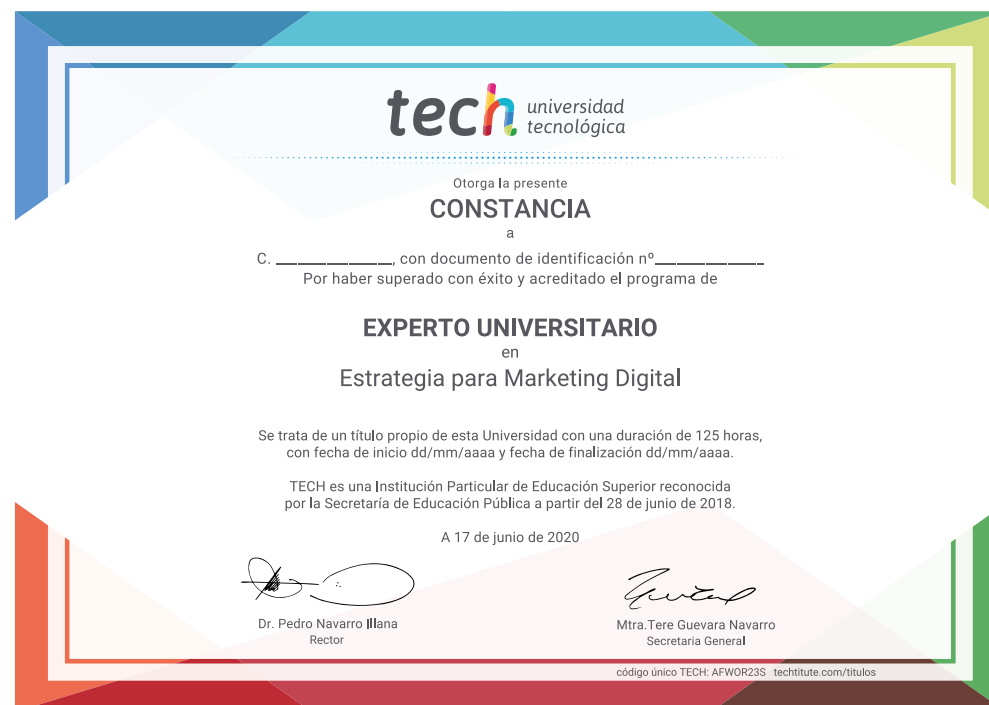 tech universidad
tecnológica
Otorga la presente
CONSTANCIA
a
C. ______________, con documento de identificación nº_____________
Por haber superado con éxito y acreditado el programa de
EXPERTO UNIVERSITARIO
en
Estrategia para Marketing Digital
Se trata de un título propio de esta Universidad con una duración de 125 horas,
con fecha de inicio dd/mm/aaaa y fecha de finalización dd/mm/aaaa.
TECH es una Institución Particular de Educación Superior reconocida
por la Secretaría de Educación Pública a partir del 28 de junio de 2018.
A 17 de junio de 2020
Dr. Pedro Navarro Illana
Rector
Mtra.Tere Guevara Navarro
Secretaria General
código único TECH: AFWOR23S techtitute.com/titulos